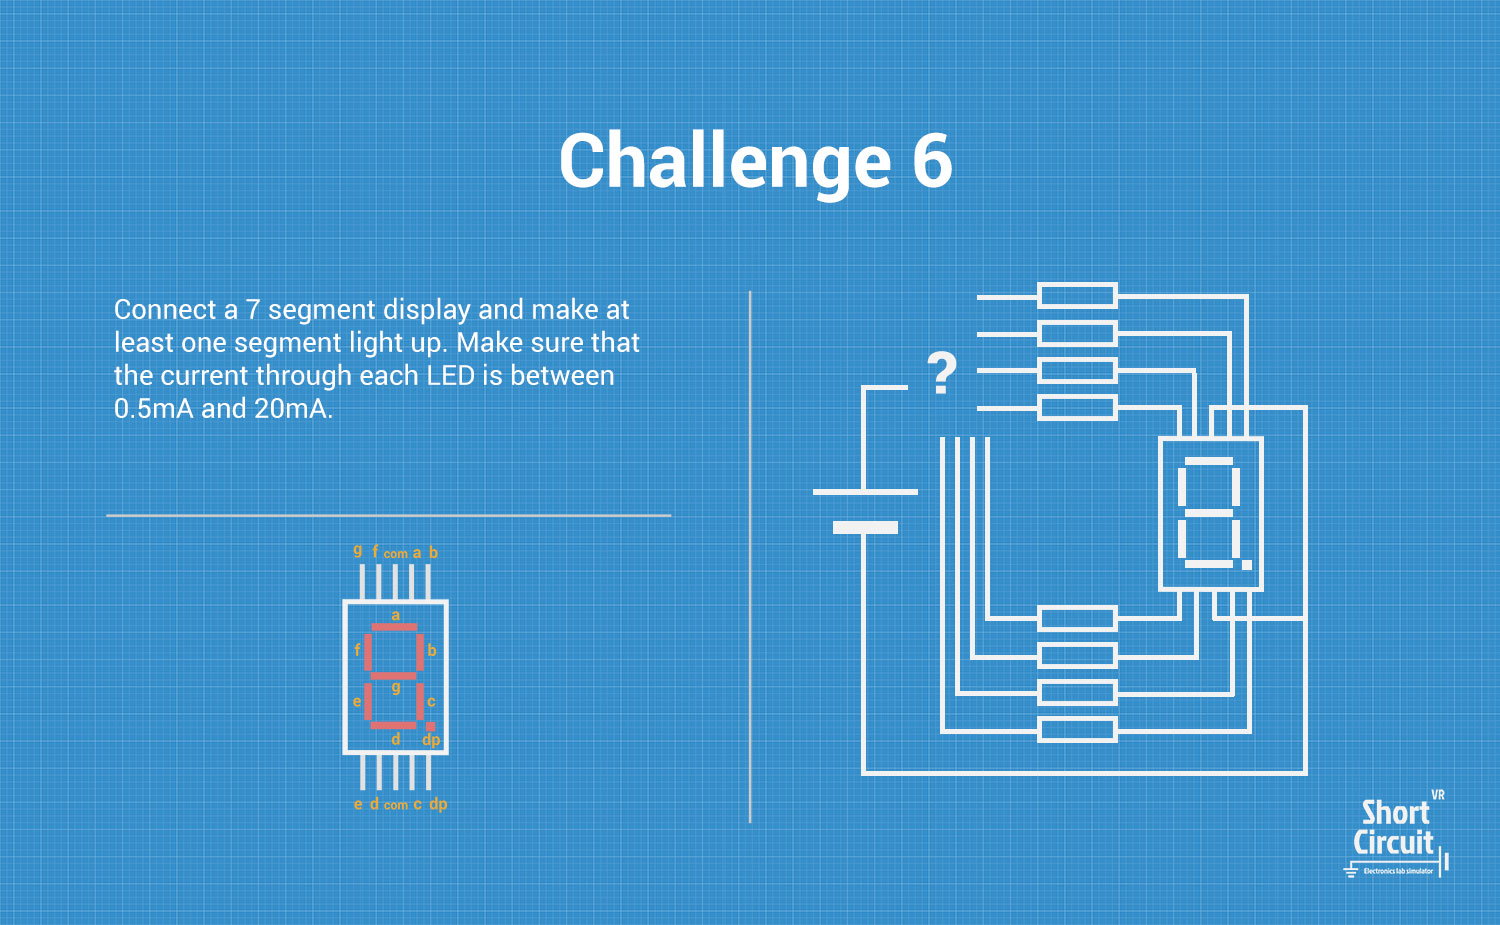 Challenge 6
Connect a 7 segment display and make at
least one segment light up. Make sure that
the current through each LED is between
0.5mA and 20mA.
?
g f com a b
a
f b
g
e c
d dp
e d com c dp
VR
Short
Circuit
Electronics lab simulator